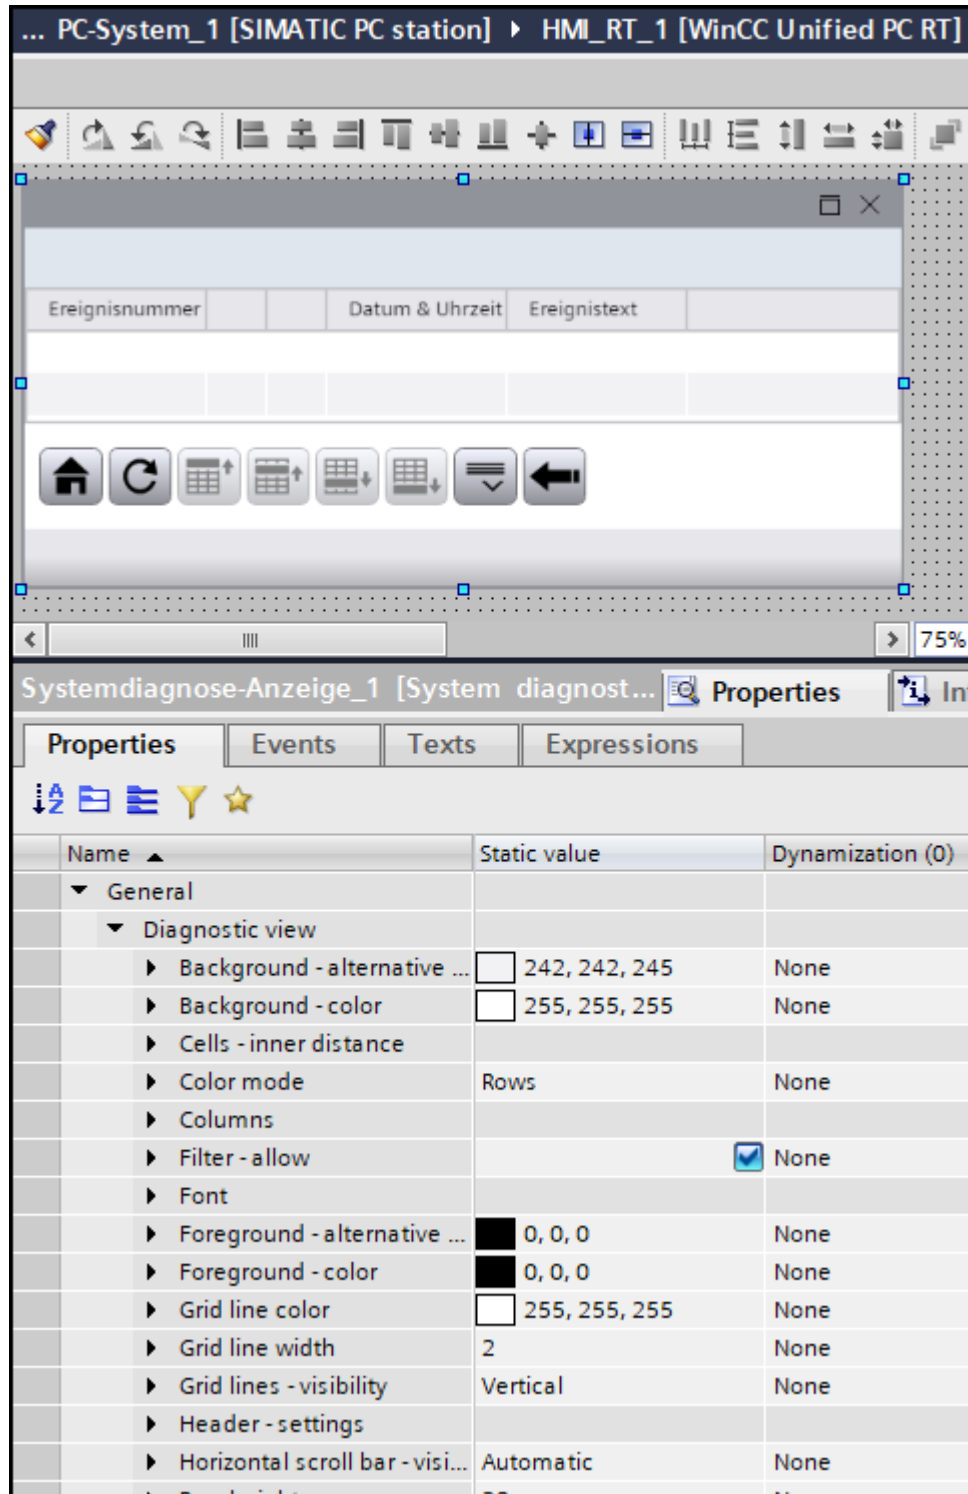 ... PC-System_1 [SIMATIC PC station] ▸ HMI_RT_1 [WinCC Unified PC RT]
Ereignisnummer Datum & Uhrzeit Ereignistext
75%
Systemdiagnose-Anzeige_1 [System diagnost... Properties
Properties Events Texts Expressions
Name Static value Dynamization (0)
General
Diagnostic view
Background - alternative ... 242, 242, 245 None
Background - color 255, 255, 255 None
Cells - inner distance
Color mode Rows None
Columns
Filter - allow None
Font
Foreground - alternative ... 0, 0, 0 None
Foreground - color 0, 0, 0 None
Grid line color 255, 255, 255 None
Grid line width 2 None
Grid lines - visibility Vertical None
Header - settings
Horizontal scroll bar - visi... Automatic None